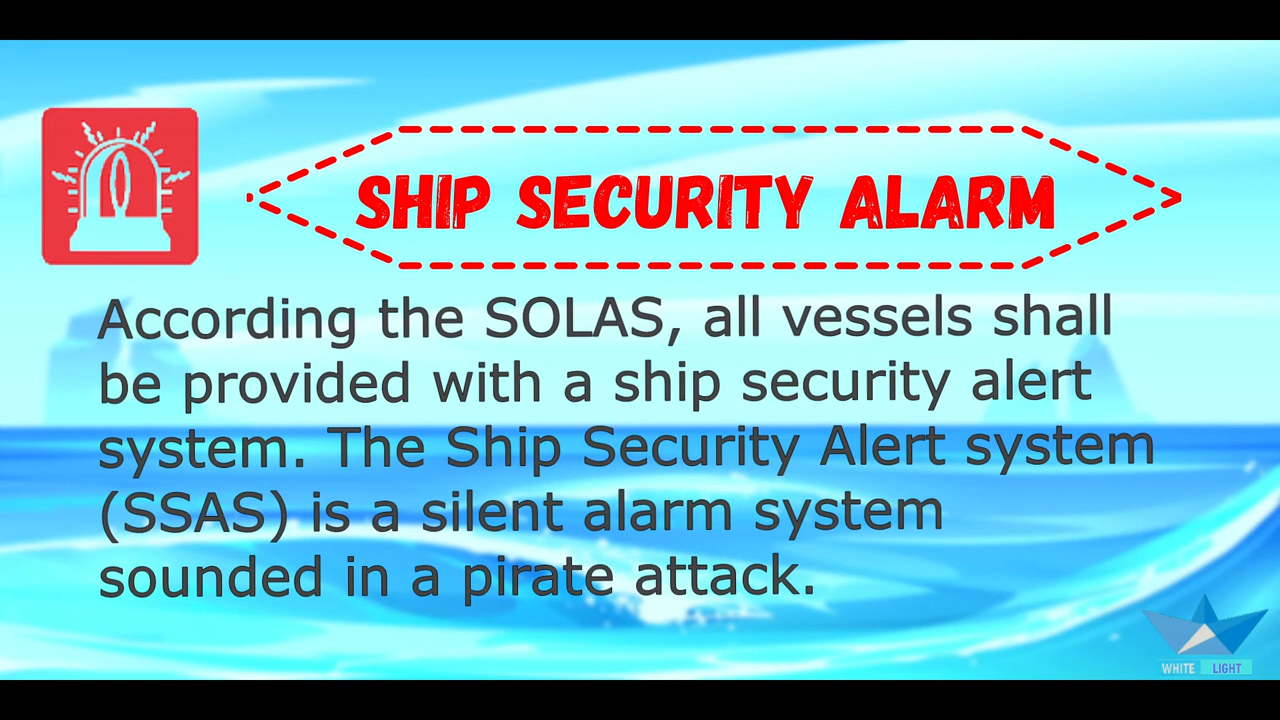 SHIP SECURITY ALARM
According the SOLAS, all vessels shall
be provided with a ship security alert
system. The Ship Security Alert system
(SSAS) is a silent alarm system
sounded in a pirate attack.
WHITE LIGHT